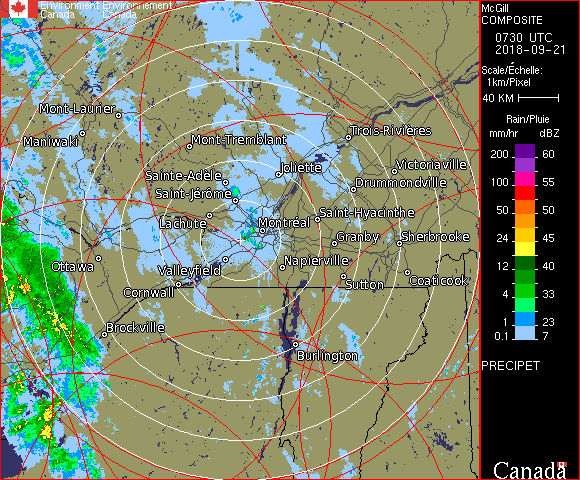 Environment Environnement
Canada Canada
McGill
COMPOSITE
0730 UTC
2018-09-21
Scale/Échelle:
1km/Pixel
40 KM
Rain/Pluie
mm/hr dBZ
200 60
100 55
50 50
24 45
12 40
4 33
1 23
0.1 7
PRECIPET
Canada
Mont-Laurier
Maniwaki
Mont-Tremblant
Trois-Rivières
Sainte-Adèle
Joliette
Victoriaville
Saint-Jérôme
Drummondville
Lachute
Montréal
Saint-Hyacinthe
Granby
Sherbrooke
Ottawa
Valleyfield
Napierville
Cornwall
Sutton
Coaticook
Brockville
Burlington